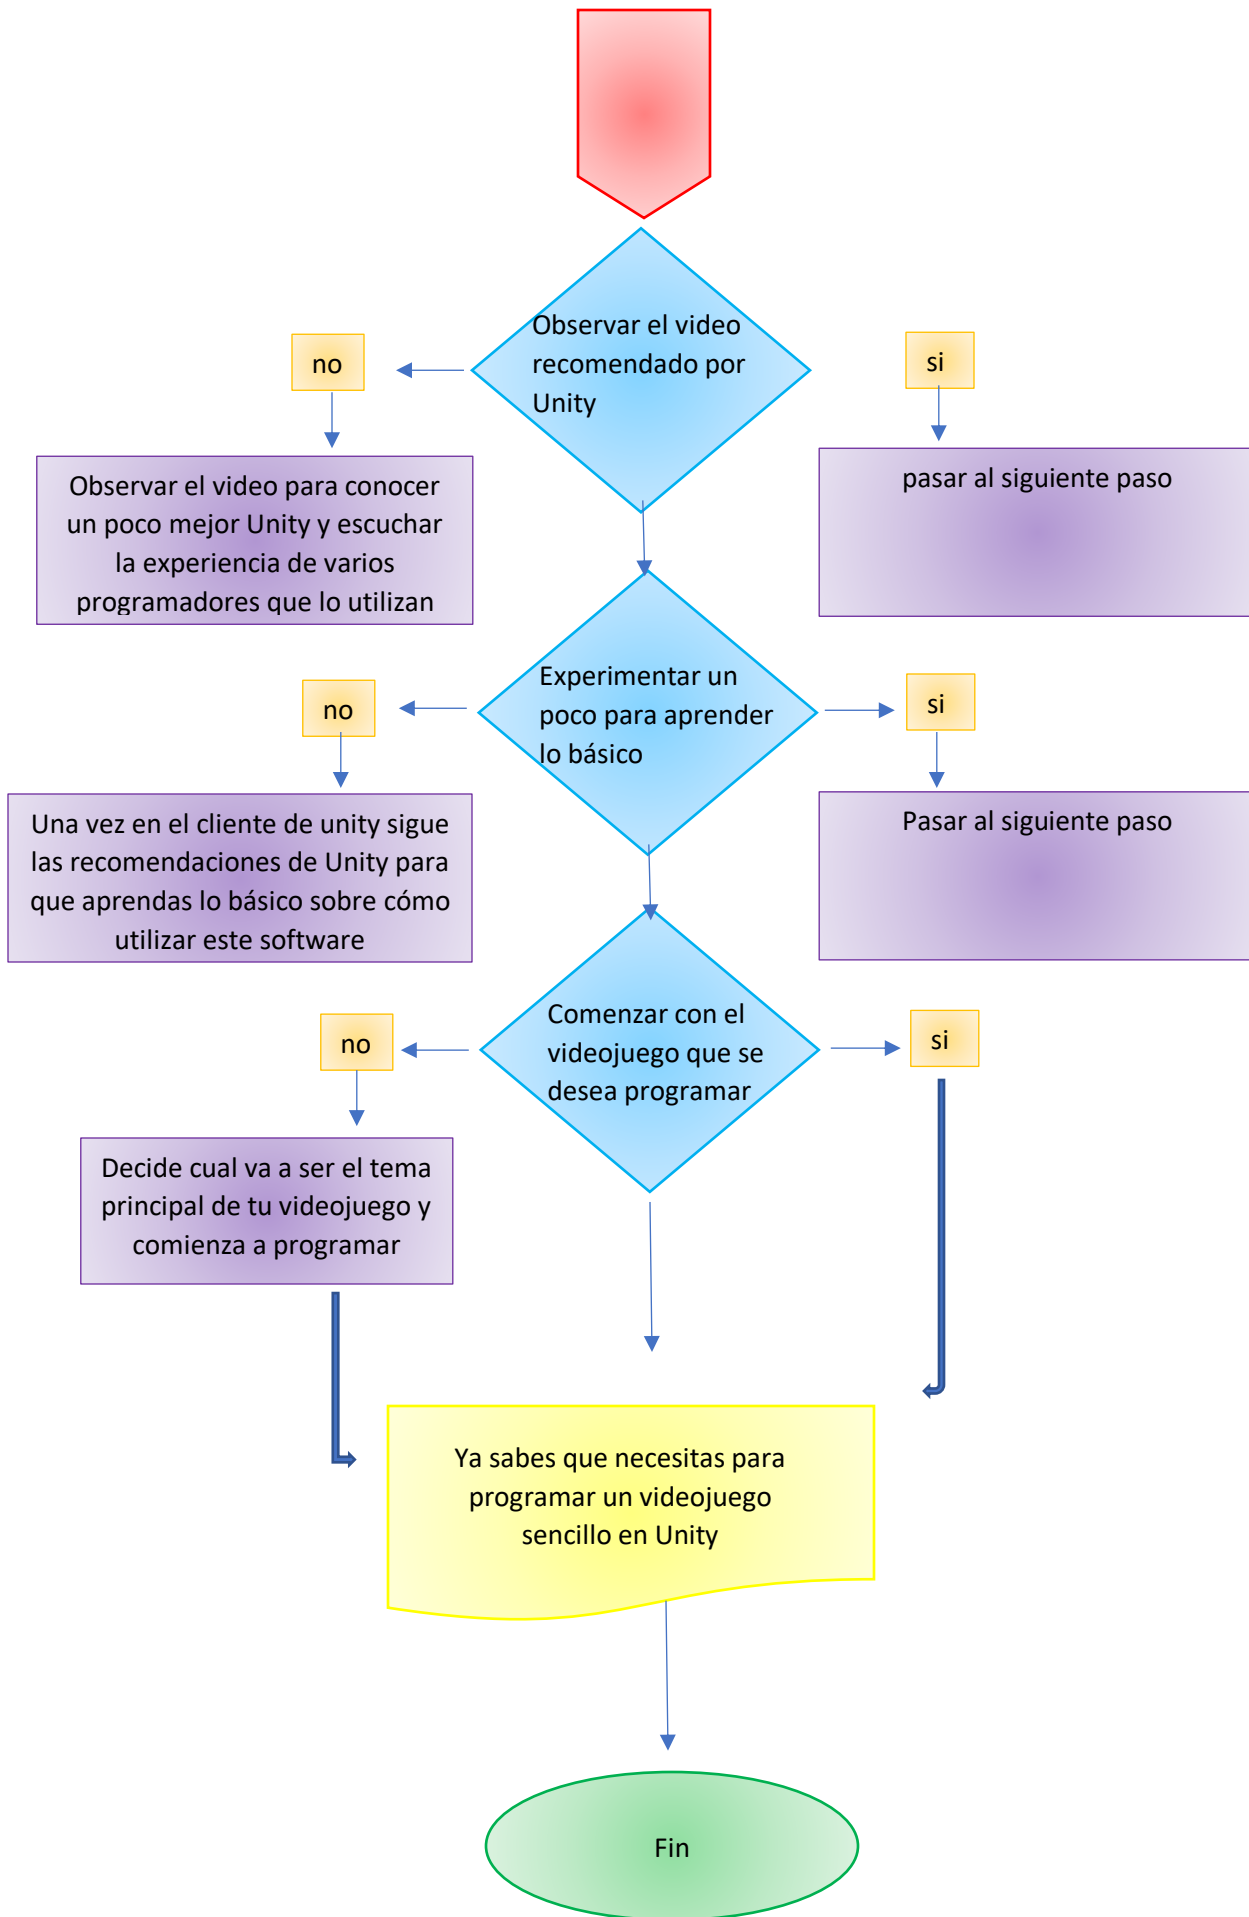 Observar el video
recomendado por
Unity
no
si
Observar el video para conocer
un poco mejor Unity y escuchar
la experiencia de varios
programadores que lo utilizan
pasar al siguiente paso
Experimentar un
poco para aprender
lo básico
no
si
Una vez en el cliente de unity sigue
las recomendaciones de Unity para
que aprendas lo básico sobre cómo
utilizar este software
Pasar al siguiente paso
Comenzar con el
videojuego que se
desea programar
no
si
Decide cual va a ser el tema
principal de tu videojuego y
comienza a programar
Ya sabes que necesitas para
programar un videojuego
sencillo en Unity
Fin